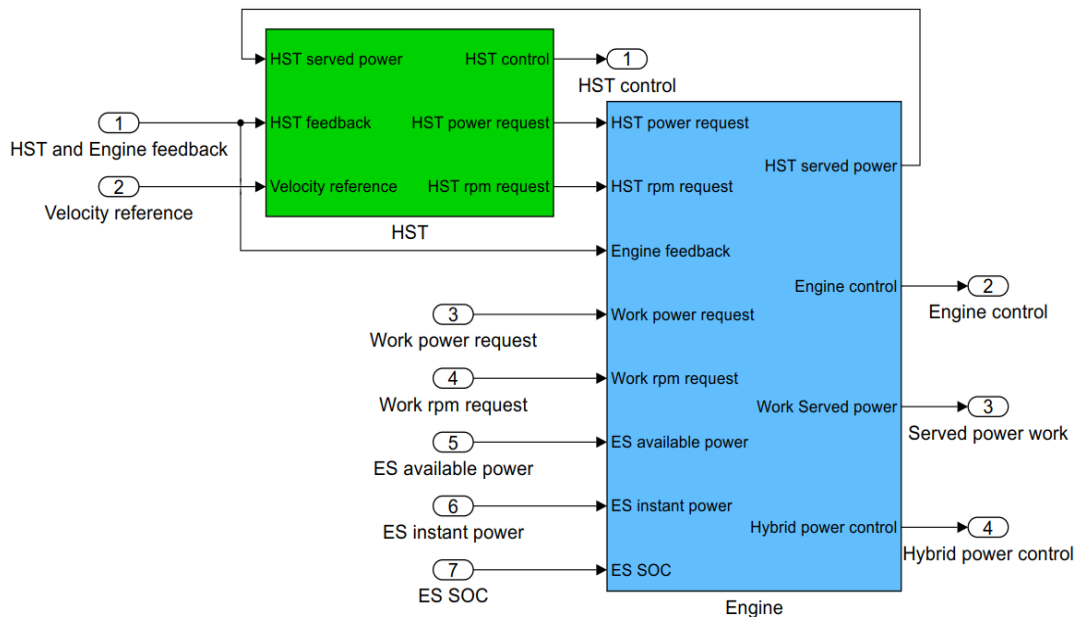 HST served power
HST control
1
HST control
1
HST and Engine feedback
HST feedback
HST power request
HST power request
HST served power
2
Velocity reference
Velocity reference
HST rpm request
HST rpm request
HST
Engine feedback
Engine control
2
Engine control
3
Work power request
Work power request
4
Work rpm request
Work rpm request
Work Served power
3
Served power work
5
ES available power
ES available power
6
ES instant power
ES instant power
Hybrid power control
4
Hybrid power control
7
ES SOC
ES SOC
Engine